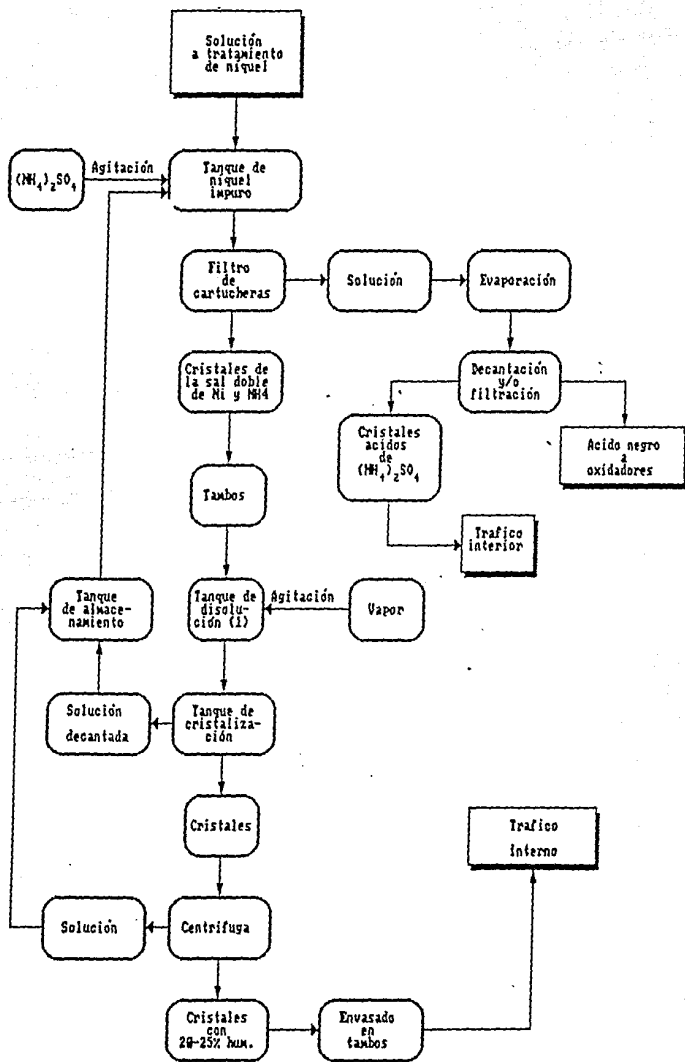 Solución
a tratamiento
de níquel
(NH₄)₂SO₄
Agitación
Tanque de
níquel
impuro
Filtro
de
cartucheras
Solución
Evaporación
Cristales de
la sal doble
de Ni y NH4
Decantación
y/o
filtración
Cristales
acidos
de
(NH₄)₂SO₄
Acido negro
a
oxidadores
Tambos
Trafico
interior
Tanque
de almace-
namiento
Tanque de
disolu-
ción (1)
Agitación
Vapor
Solución
decantada
Tanque de
cristaliza-
ción
Cristales
Trafico
Interno
Solución
Centrífuga
Cristales
con
20-25% hum.
Envasado
en
tambos